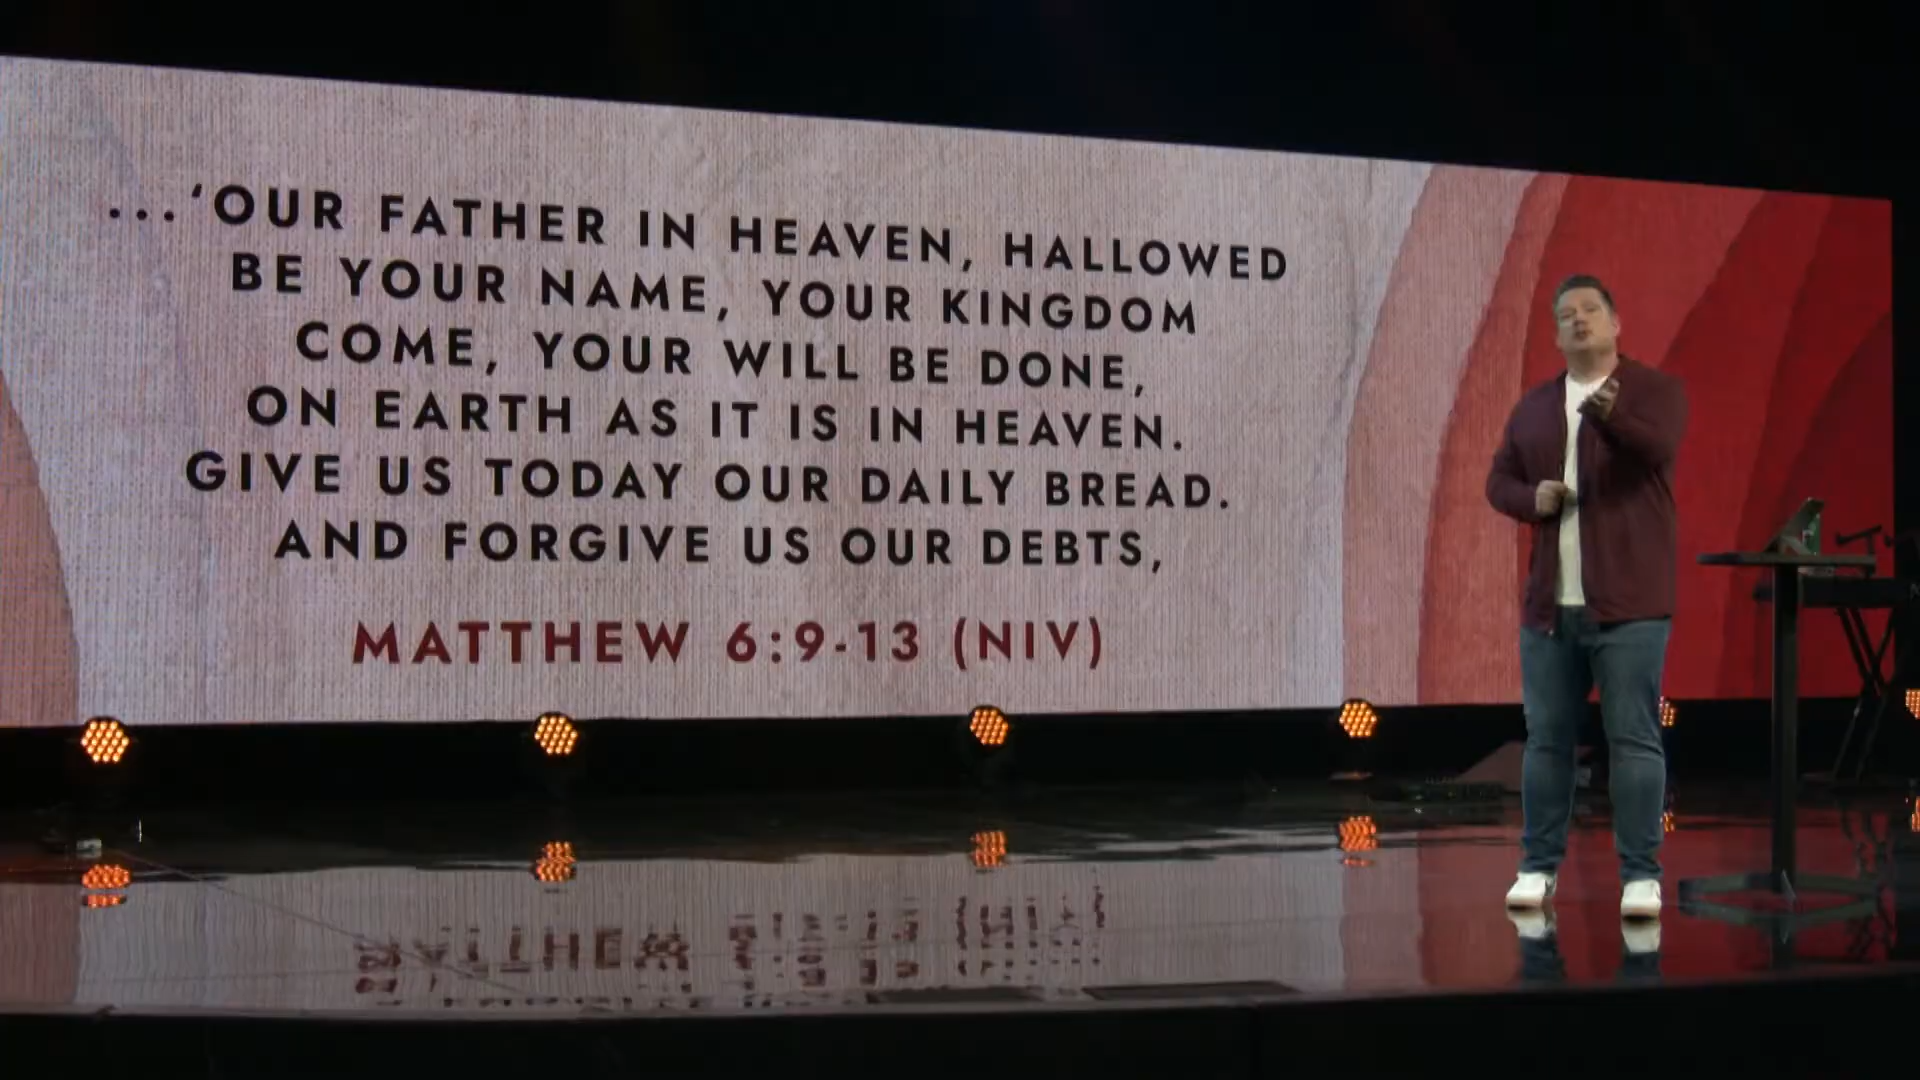 ...‘OUR FATHER IN HEAVEN, HALLOWED
BE YOUR NAME, YOUR KINGDOM
COME, YOUR WILL BE DONE,
ON EARTH AS IT IS IN HEAVEN.
GIVE US TODAY OUR DAILY BREAD.
AND FORGIVE US OUR DEBTS,
MATTHEW 6:9-13 (NIV)